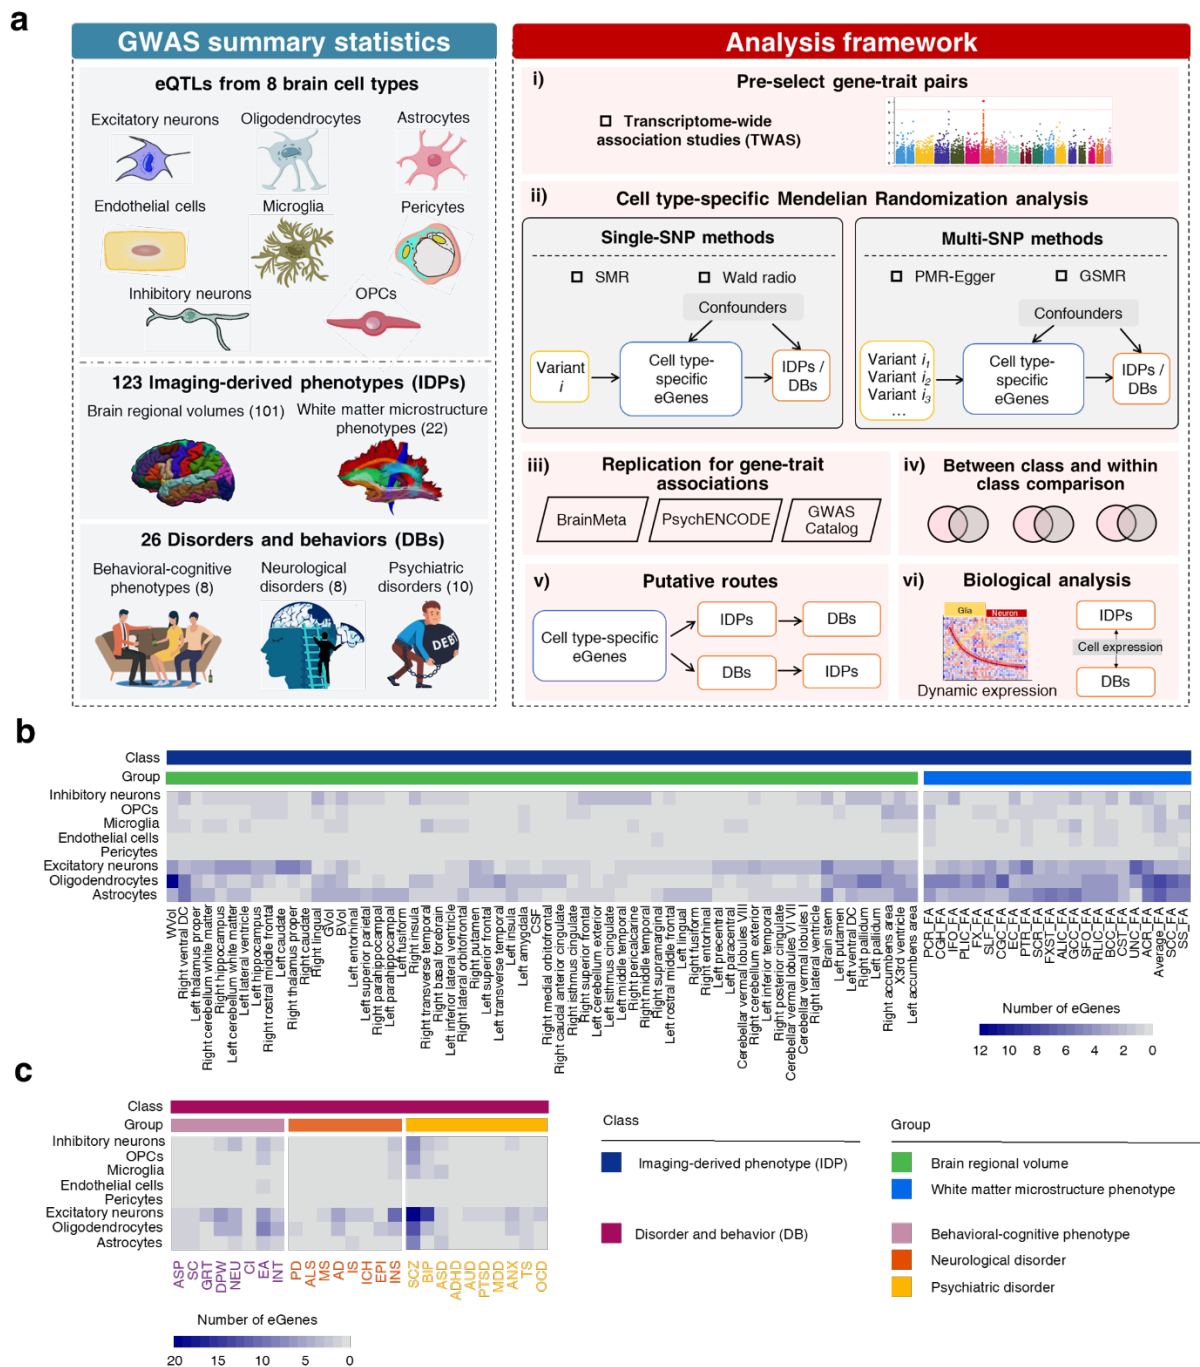 a
GWAS summary statistics
eQTLs from 8 brain cell types
Excitatory neurons
Oligodendrocytes
Astrocytes
Endothelial cells
Microglia
Pericytes
Inhibitory neurons
OPCs
123 Imaging-derived phenotypes (IDPs)
Brain regional volumes (101)
White matter microstructure
phenotypes (22)
26 Disorders and behaviors (DBs)
Behavioral-cognitive
phenotypes (8)
Neurological
disorders (8)
Psychiatric
disorders (10)
DEBT
Analysis framework
i)
Pre-select gene-trait pairs
Transcriptome-wide
association studies (TWAS)
ii)
Cell type-specific Mendelian Randomization analysis
Single-SNP methods
SMR
Wald radio
Confounders
Variant
i
Cell type-
specific
eGenes
IDPs /
DBs
Multi-SNP methods
PMR-Egger
GSMR
Confounders
Variant i1
Variant i2
Variant i3
...
Cell type-
specific
eGenes
IDPs /
DBs
iii)
Replication for gene-trait
associations
BrainMeta
PsychENCODE
GWAS
Catalog
iv)
Between class and within
class comparison
v)
Putative routes
Cell type-specific
eGenes
IDPs
DBs
DBs
IDPs
vi)
Biological analysis
Gla
Neuron
Dynamic expression
IDPs
Cell expression
DBs
b
Class
Group
Inhibitory neurons
OPCs
Microglia
Endothelial cells
Pericytes
Excitatory neurons
Oligodendrocytes
Astrocytes
WVol
Right ventral DC
Left thalamus proper
Right cerebellum white matter
Right hippocampus
Left cerebellum white matter
Left lateral ventricle
Left hippocampus
Right rostral middle frontal
Left caudate
Right thalamus proper
Right caudate
Right lingual
GVol
BVol
Left entorhinal
Left superior parietal
Right parahippocampal
Left parahippocampal
Left fusiform
Right insula
Right transverse temporal
Right basal forebrain
Left inferior lateral ventricle
Right lateral orbitofrontal
Right putamen
Left superior frontal
Left transverse temporal
Left insula
Left amygdala
CSF
Right medial orbitofrontal
Right caudal anterior cingulate
Right isthmus cingulate
Right superior frontal
Left cerebellum exterior
Left isthmus cingulate
Left middle temporal
Right pericalcarine
Right middle temporal
Right supramarginal
Left rostral middle frontal
Left lingual
Right fusiform
Right entorhinal
Left precentral
Left paracentral
Cerebellar vermal lobules VIII
Right cerebellum exterior
Left inferior temporal
Right posterior cingulate
Cerebellar vermal lobules VI VII
Cerebellar vermal lobules I
Right lateral ventricle
Brain stem
Left putamen
Left ventral DC
Right pallidum
Left pallidum
Right accumbens area
X3rd ventricle
Left accumbens area
PCR_FA
CGH_FA
IFO_FA
PLIC_FA
FX_FA
SLF_FA
CGC_FA
EC_FA
PTR_FA
SCR_FA
FXST_FA
ALIC_FA
GCC_FA
SFO_FA
RLIC_FA
BCC_FA
CST_FA
UNC_FA
ACR_FA
Average_FA
SCC_FA
SS_FA
Number of eGenes
12 10 8 6 4 2 0
c
Class
Group
Inhibitory neurons
OPCs
Microglia
Endothelial cells
Pericytes
Excitatory neurons
Oligodendrocytes
Astrocytes
ASP
SC
GRT
DPW
NEU
CI
EA
INT
PD
ALS
MS
AD
IS
ICH
EPI
INS
SCZ
BIP
ASD
ADHD
AUD
PTSD
MDD
ANX
TS
OCD
Number of eGenes
20 15 10 5 0
Class
Imaging-derived phenotype (IDP)
Disorder and behavior (DB)
Group
Brain regional volume
White matter microstructure phenotype
Behavioral-cognitive phenotype
Neurological disorder
Psychiatric disorder